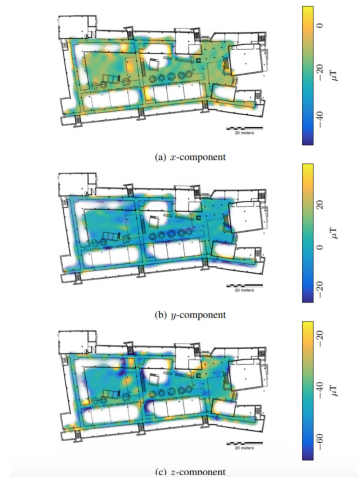 0
−20
−40
μT
20 meters
(a) x-component
20
0
−20
μT
20 meters
(b) y-component
−20
−40
−60
μT
20 meters
(c) z-component